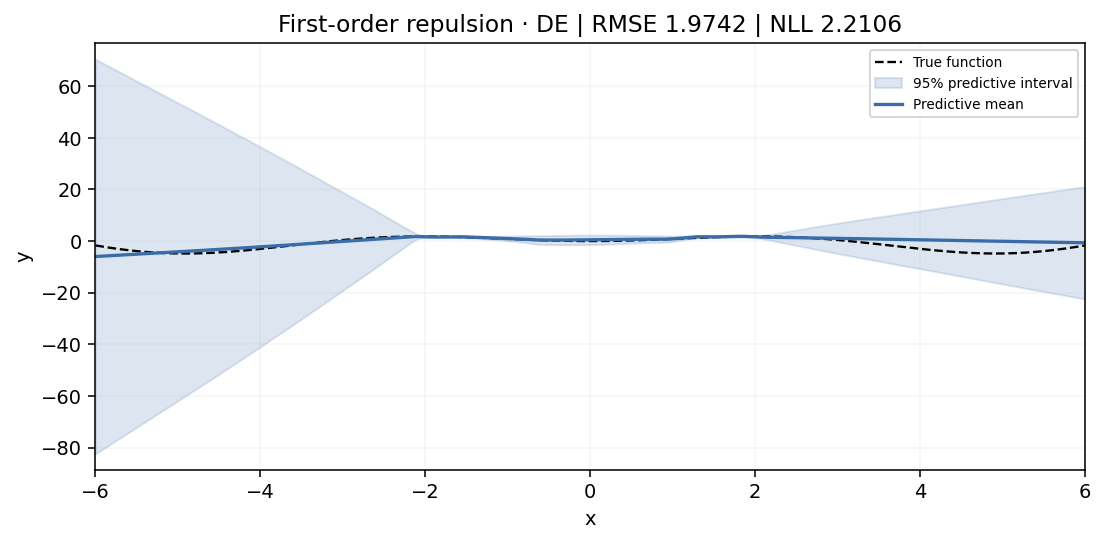 First-order repulsion · DE | RMSE 1.9742 | NLL 2.2106
True function
95% predictive interval
Predictive mean
60
40
20
0
−20
−40
−60
−80
y
−6
−4
−2
0
2
4
6
x